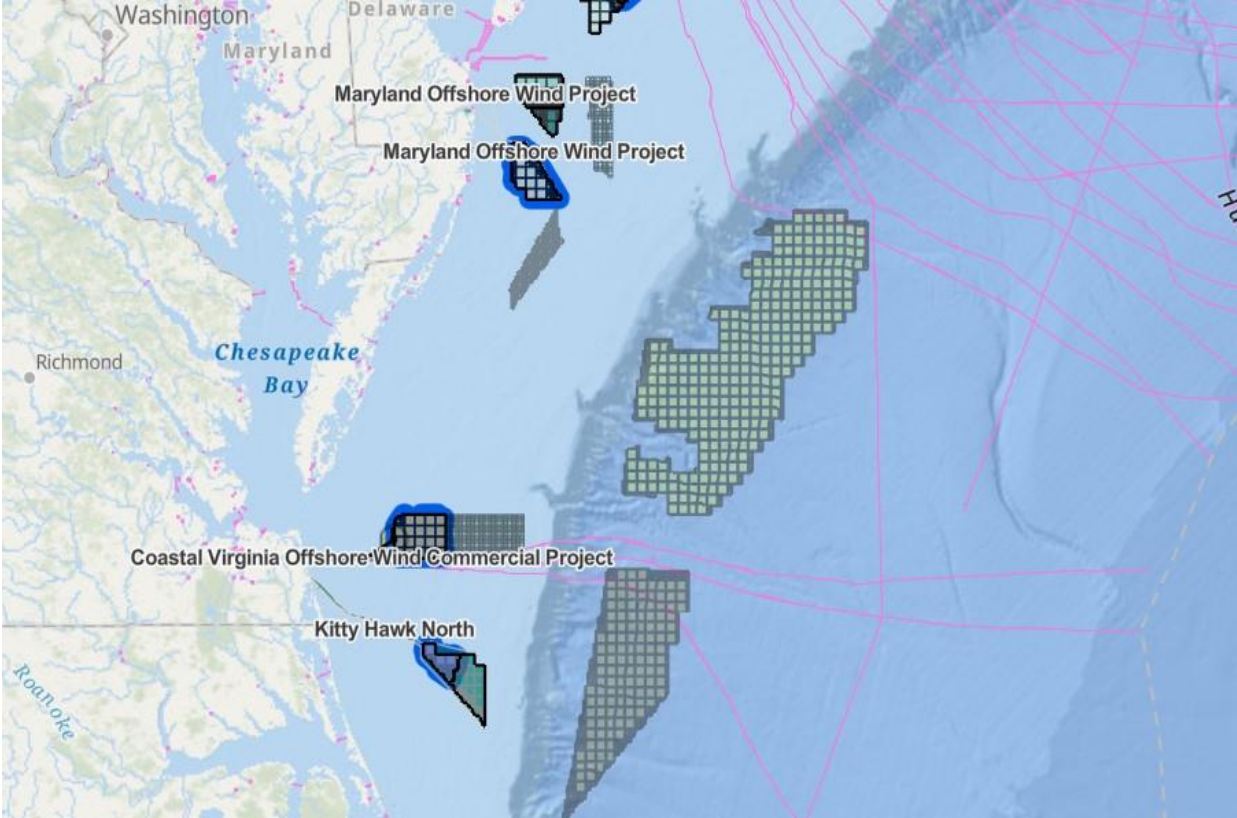 Washington
Delaware
Maryland
Maryland Offshore Wind Project
Maryland Offshore Wind Project
Hu
Chesapeake
Bay
Richmond
Coastal Virginia Offshore Wind Commercial Project
Kitty Hawk North
Roanoke